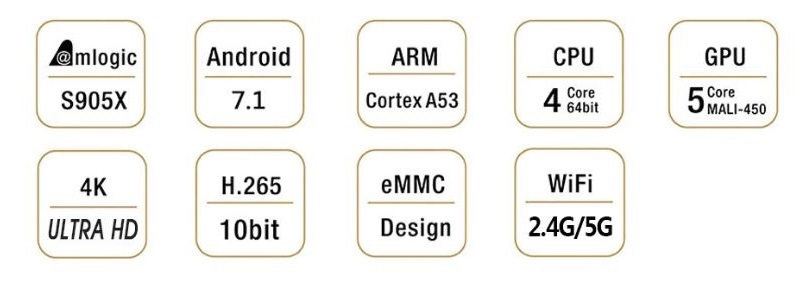 @mlogic
S905X
Android
7.1
ARM
Cortex A53
CPU
4 Core
64bit
GPU
5 Core
MALI-450
4K
ULTRA HD
H.265
10bit
eMMC
Design
WiFi
2.4G/5G